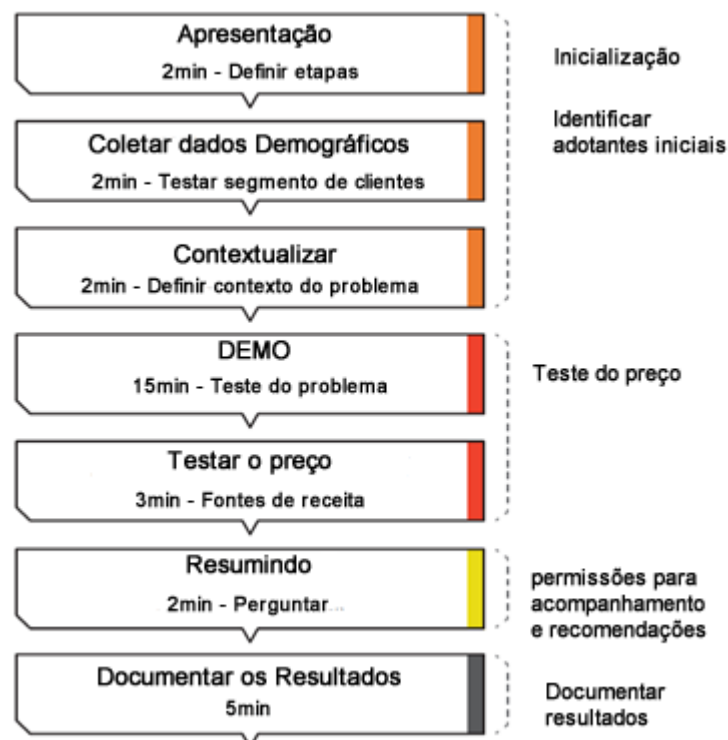 Apresentação
2min - Definir etapas
Inicialização
Identificar
adotantes iniciais
Coletar dados Demográficos
2min - Testar segmento de clientes
Contextualizar
2min - Definir contexto do problema
DEMO
15min - Teste do problema
Teste do preço
Testar o preço
3min - Fontes de receita
Resumindo
2min - Perguntar...
permissões para
acompanhamento
e recomendações
Documentar os Resultados
5min
Documentar
resultados